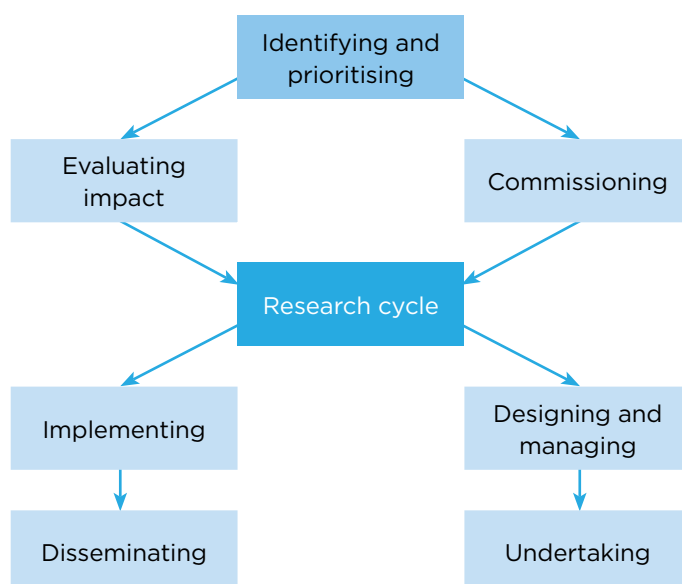 Identifying and
prioritising
Evaluating
impact
Commissioning
Research cycle
Implementing
Designing and
managing
Disseminating
Undertaking